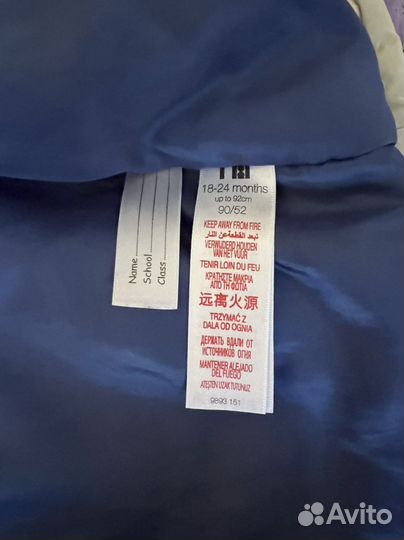 18-24 months
up to 92cm
90/52
KEEP AWAY FROM FIRE
تبعد القطعة عن النار
VERWIJDERD HOUDEN
VAN HET VUUR
TENIR LOIN DU FEU
ΚΡΑΤΗΣΤΕ ΜΑΚΡΙΑ
ΑΠΟ ΤΗ ΦΩΤΙΑ
远离火源
TRZYMAĆ Z
DALA OD OGNIA
ДЕРЖАТЬ ВДАЛИ ОТ
ИСТОЧНИКОВ ОГНЯ
MANTENER ALEJADO
DEL FUEGO
ATEŞTEN UZAK TUTUNUZ
9893 151
Name
School
Class
Avito